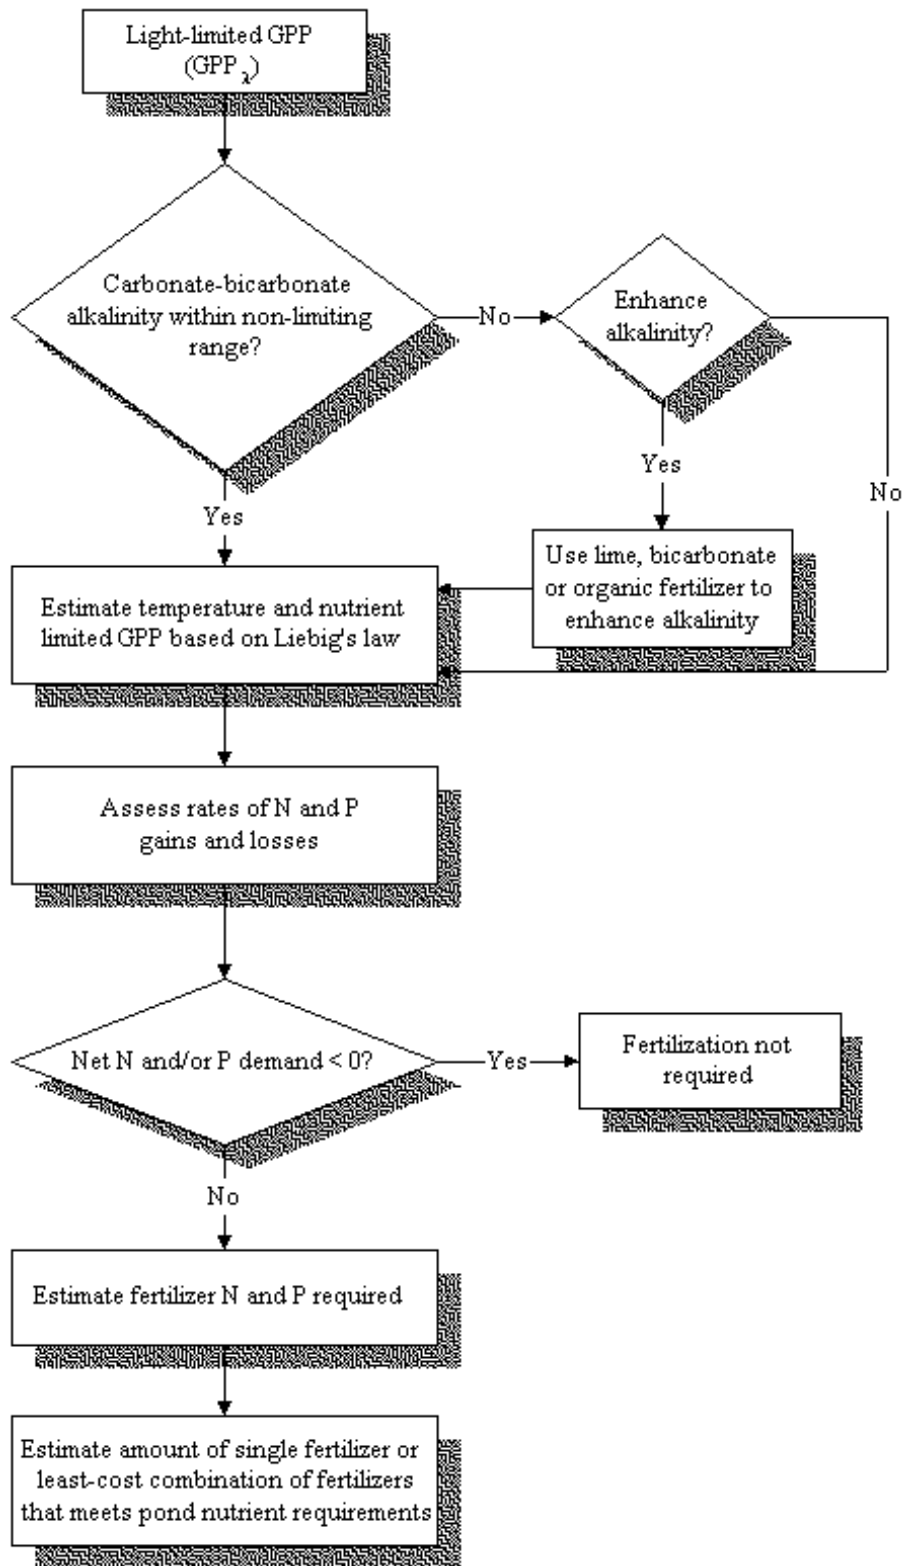 Light-limited GPP
(GPP λ)
Carbonate-bicarbonate
alkalinity within non-limiting
range?
No
Enhance
alkalinity?
Yes
No
Yes
Use lime, bicarbonate
or organic fertilizer to
enhance alkalinity
Estimate temperature and nutrient
limited GPP based on Liebig's law
Assess rates of N and P
gains and losses
Net N and/or P demand < 0?
Yes
Fertilization not
required
No
Estimate fertilizer N and P required
Estimate amount of single fertilizer or
least-cost combination of fertilizers
that meets pond nutrient requirements